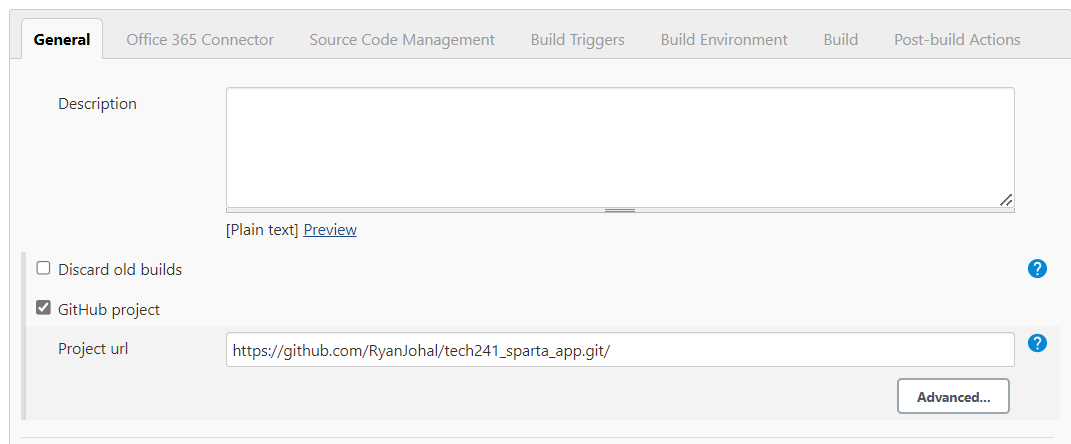 General Office 365 Connector Source Code Management Build Triggers Build Environment Build Post-build Actions
Description
[Plain text] Preview
Discard old builds ?
GitHub project
Project url https://github.com/RyanJohal/tech241_sparta_app.git/ ?
Advanced...